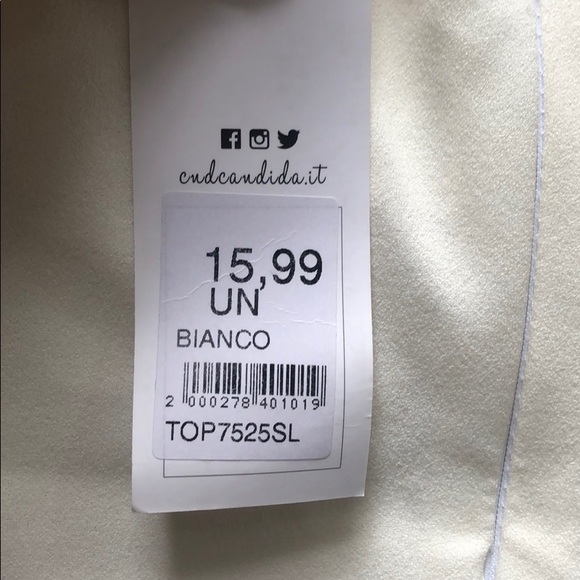 cndcandida.it
15,99
UN
BIANCO
2 000278 401019
TOP7525SL